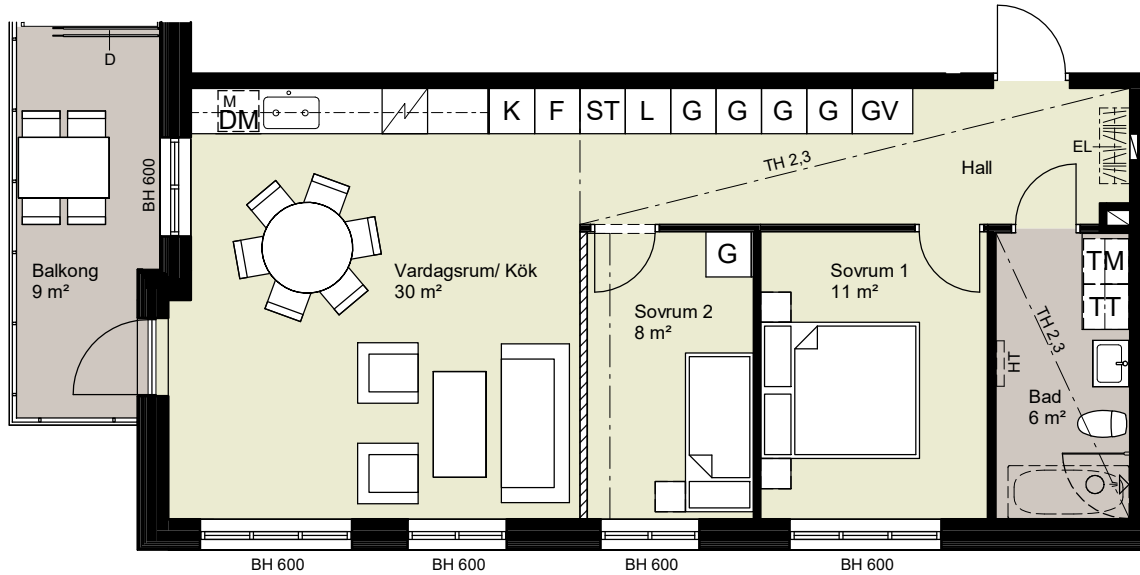 D
M
DM
K
F
ST
L
G
G
G
G
GV
EL
TH 2,3
Hall
BH 600
Balkong
9 m²
Vardagsrum/ Kök
30 m²
G
Sovrum 2
8 m²
Sovrum 1
11 m²
TM
TT
TH 2,3
HT
Bad
6 m²
BH 600
BH 600
BH 600
BH 600